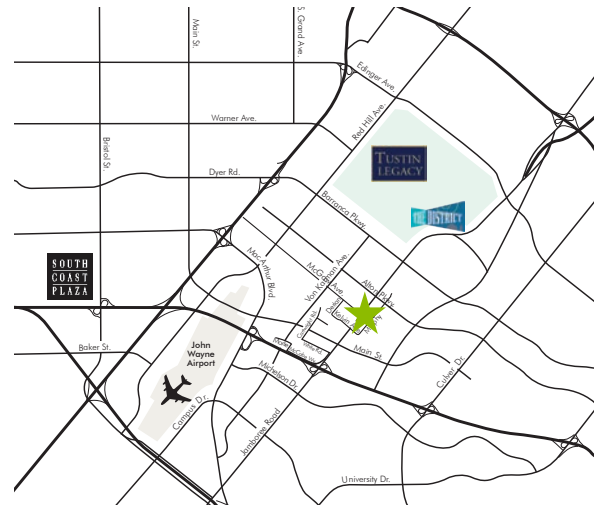 Main St.
S. Grand Ave.
Edinger Ave.
Warner Ave.
Red Hill Ave.
Bristol St.
TUSTIN
LEGACY
Dyer Rd.
Barranca Pkwy.
THE DISTRICT
MacArthur Blvd.
McGaw Ave.
Von Karman Ave.
Alton Pkwy.
SOUTH
COAST
PLAZA
Kelvin Ave.
Baker St.
John
Wayne
Airport
Main St.
Michelson Dr.
Culver Dr.
Campus Dr.
Jamboree Road
University Dr.